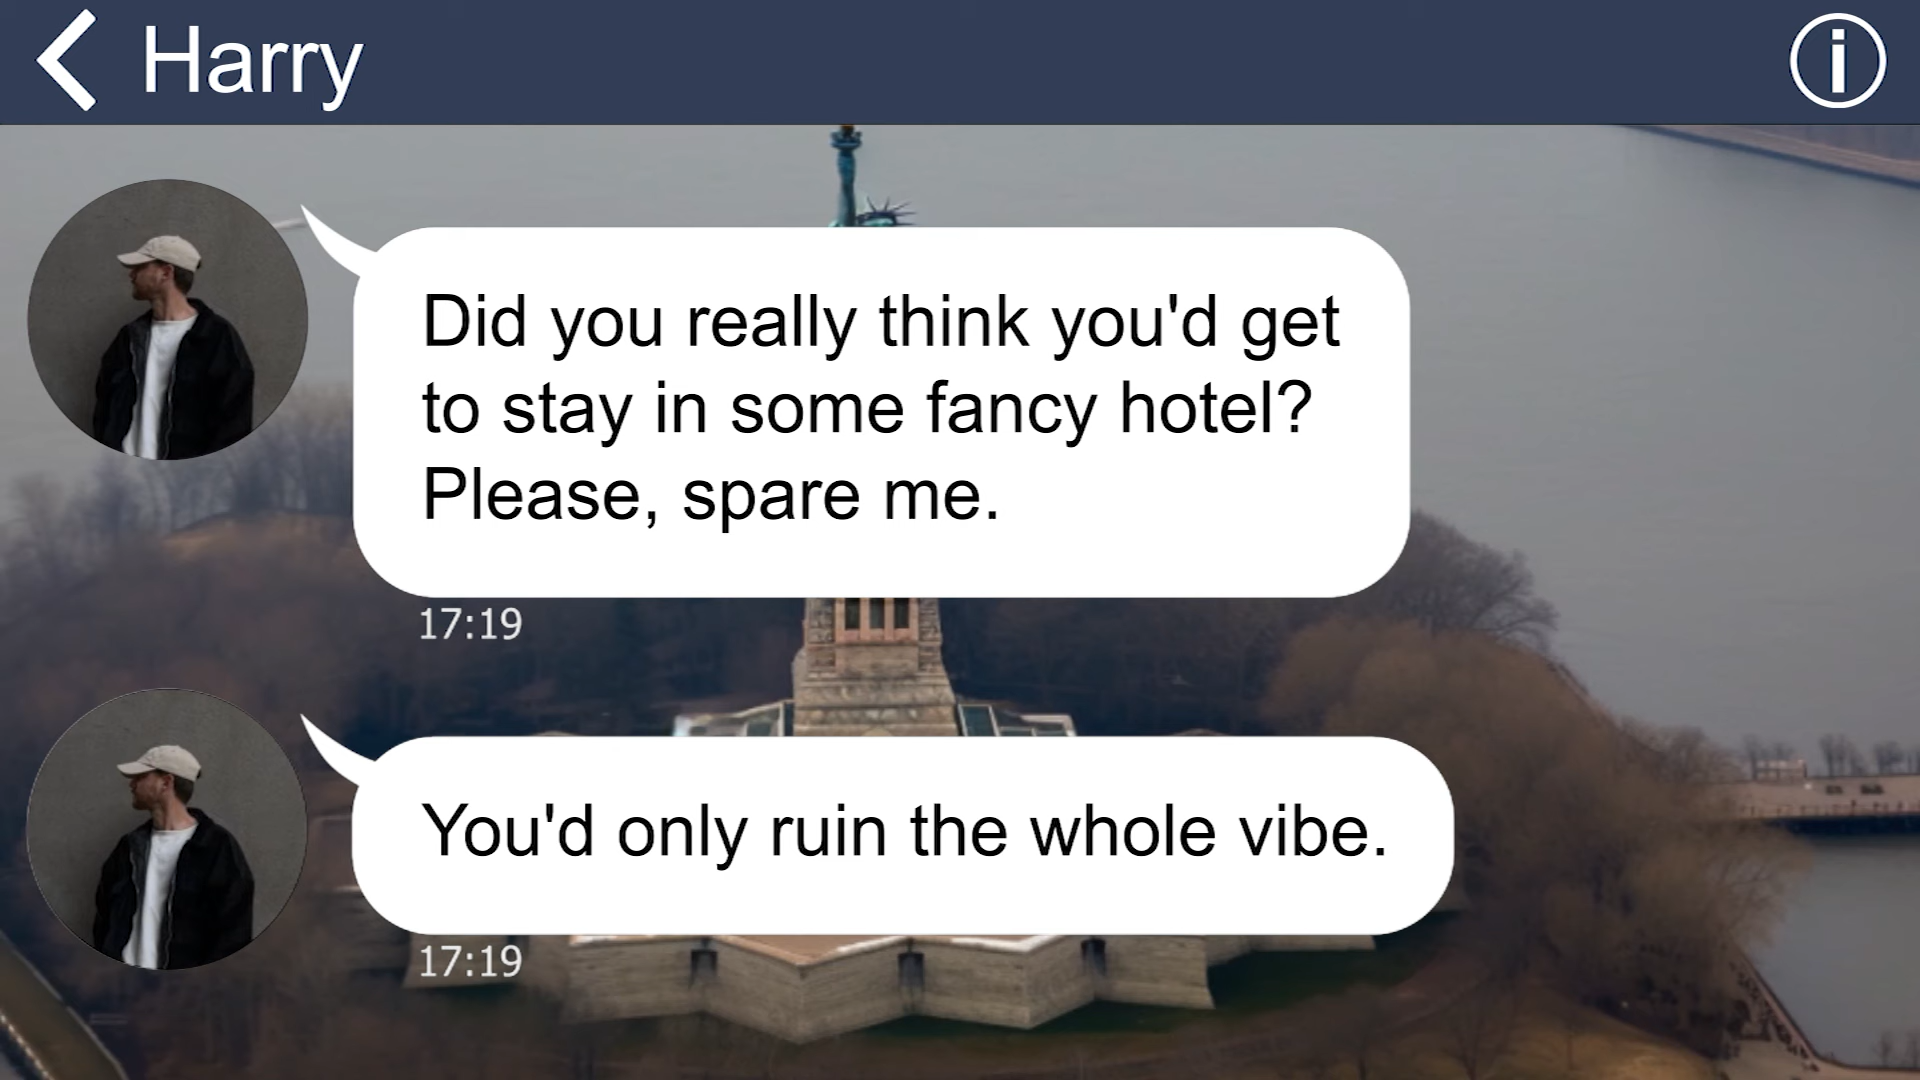 Harry
Did you really think you'd get
to stay in some fancy hotel?
Please, spare me.
17:19
You'd only ruin the whole vibe.
17:19